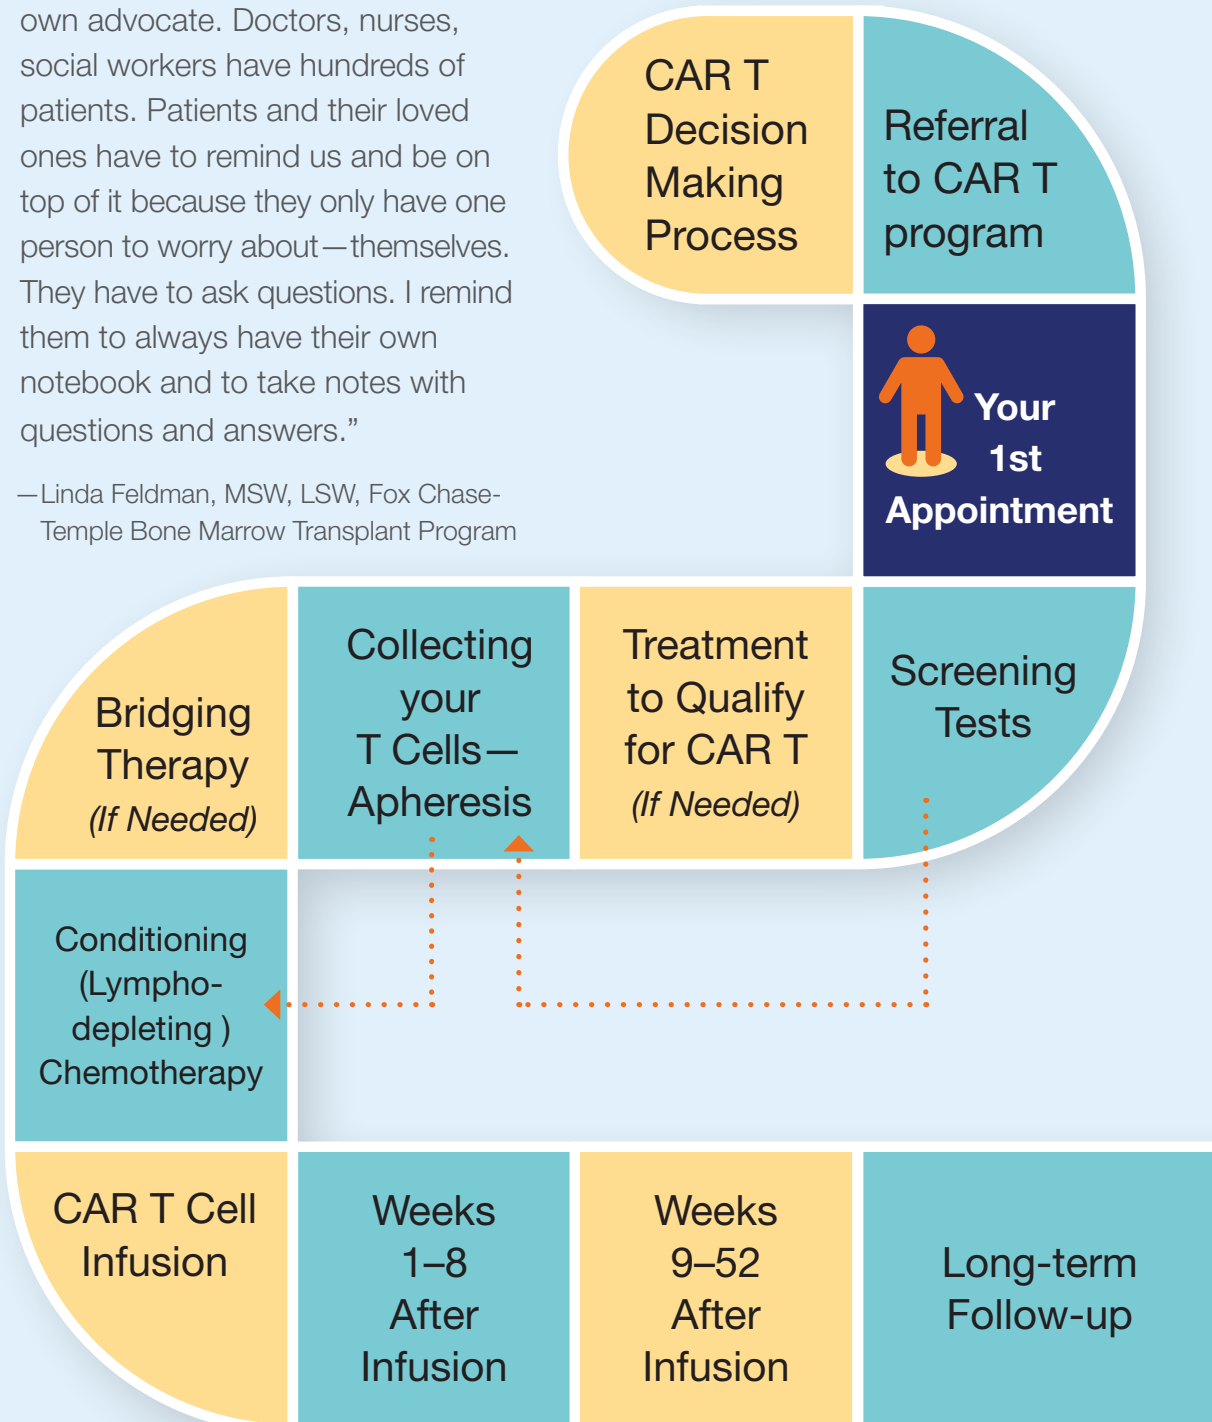 own advocate. Doctors, nurses,
social workers have hundreds of
patients. Patients and their loved
ones have to remind us and be on
top of it because they only have one
person to worry about—themselves.
They have to ask questions. I remind
them to always have their own
notebook and to take notes with
questions and answers.”
—Linda Feldman, MSW, LSW, Fox Chase-
Temple Bone Marrow Transplant Program
CAR T
Decision
Making
Process
Referral
to CAR T
program
Your
1st
Appointment
Screening
Tests
Treatment
to Qualify
for CAR T
(If Needed)
Collecting
your
T Cells—
Apheresis
Bridging
Therapy
(If Needed)
Conditioning
(Lympho-
depleting )
Chemotherapy
CAR T Cell
Infusion
Weeks
1–8
After
Infusion
Weeks
9–52
After
Infusion
Long-term
Follow-up